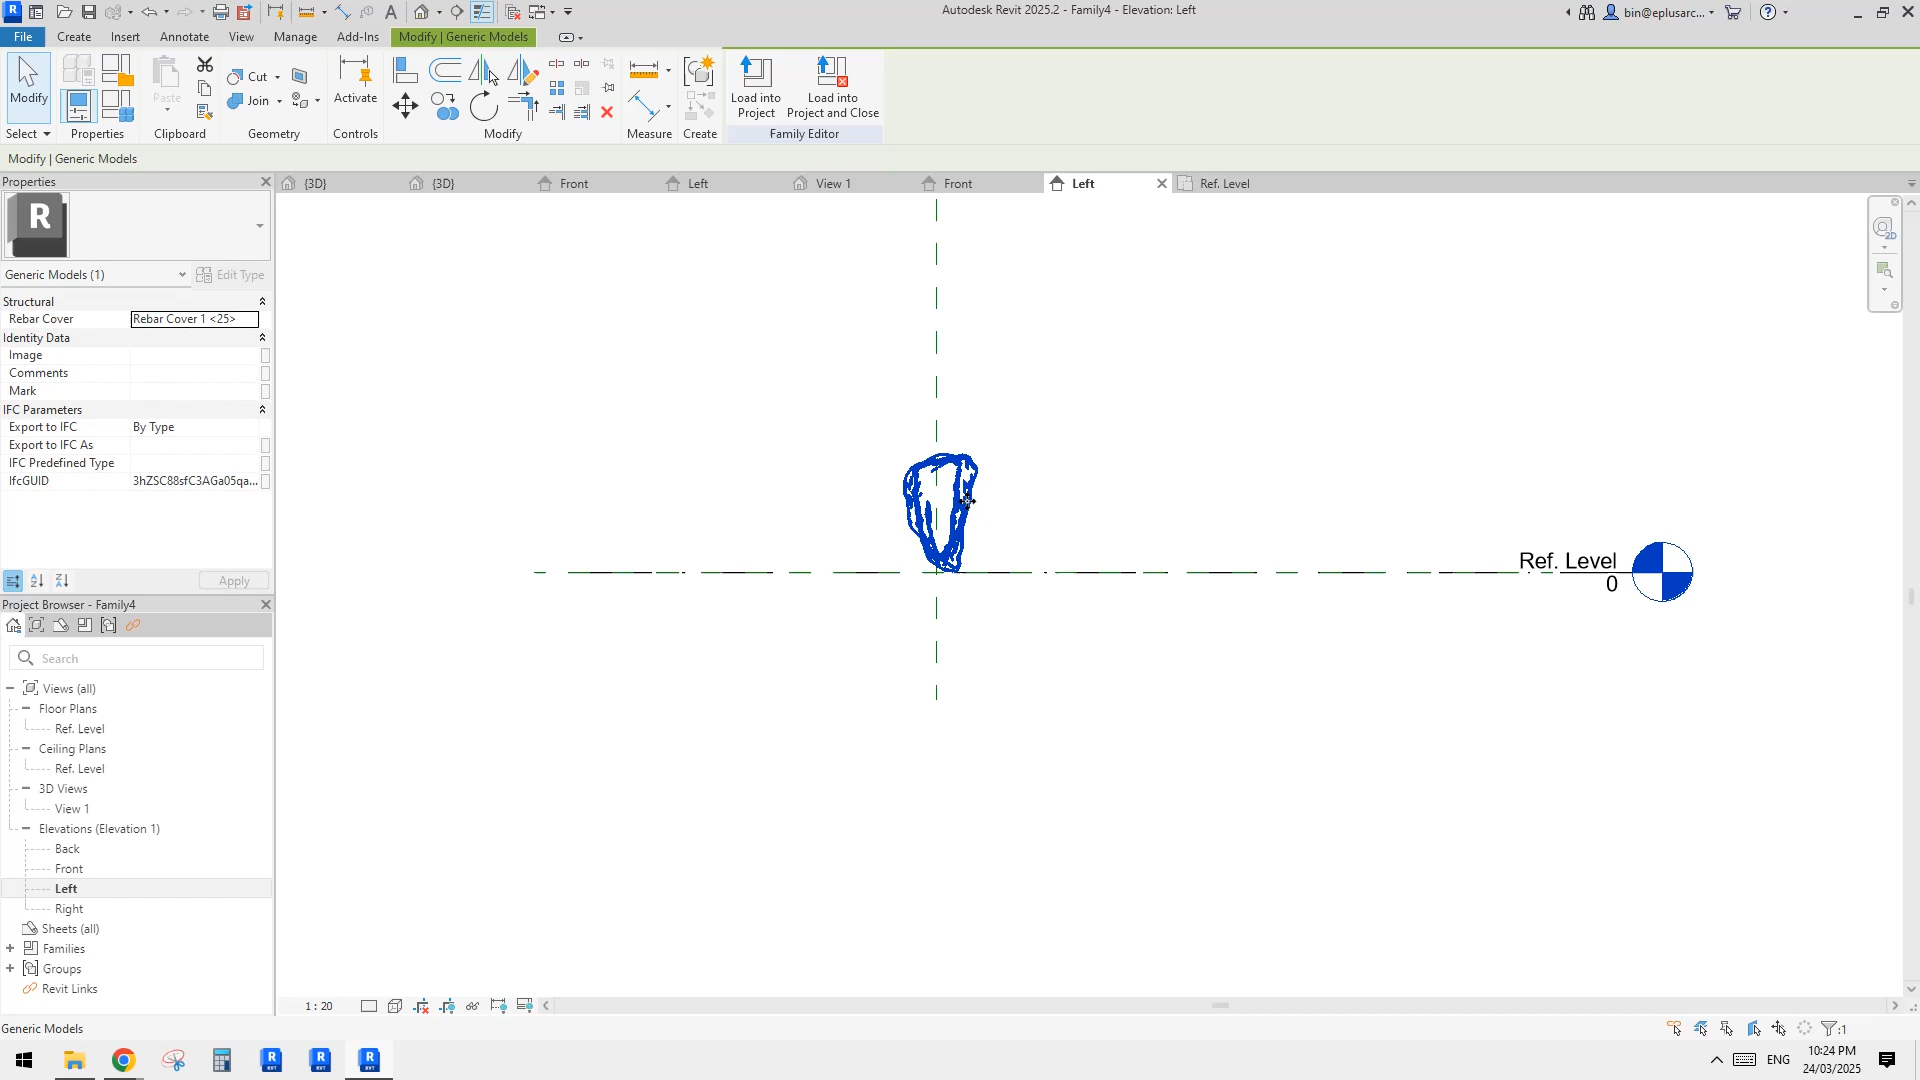 Autodesk Revit 2025.2 - Family4 - Elevation: Left
bin@eplusarc...
File
Create
Insert
Annotate
View
Manage
Add-Ins
Modify | Generic Models
Modify
Paste
Cut
Join
Activate
Load into
Project
Load into
Project and Close
Select
Properties
Clipboard
Geometry
Controls
Modify
Measure
Create
Family Editor
Modify | Generic Models
Properties
{3D}
{3D}
Front
Left
View 1
Front
Left
Ref. Level
R
Generic Models (1)
Edit Type
Structural
Rebar Cover
Rebar Cover 1 <25>
Identity Data
Image
Comments
Mark
IFC Parameters
Export to IFC
By Type
Export to IFC As
IFC Predefined Type
IfcGUID
3hZSC88sfC3AGa05qa...
Apply
Ref. Level
0
Project Browser - Family4
Search
Views (all)
Floor Plans
Ref. Level
Ceiling Plans
Ref. Level
3D Views
View 1
Elevations (Elevation 1)
Back
Front
Left
Right
Sheets (all)
Families
Groups
Revit Links
1 : 20
Generic Models
:1
ENG
10:24 PM
24/03/2025